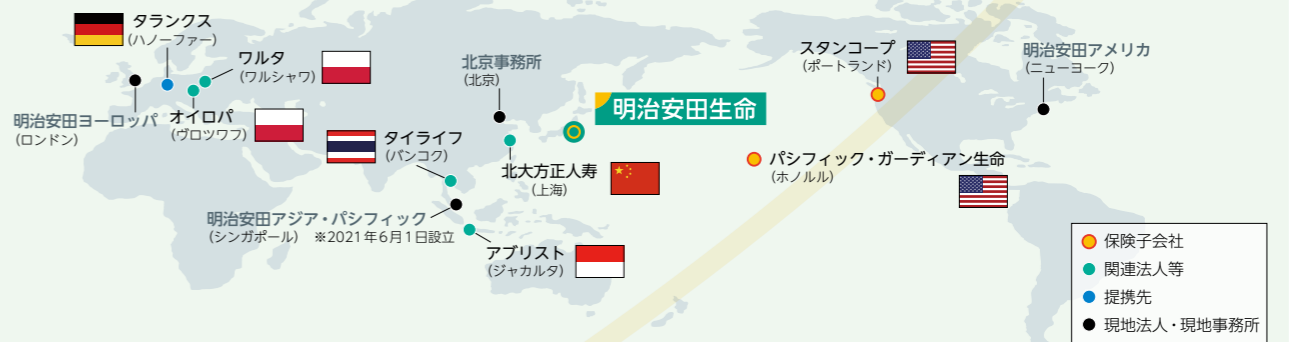 タランクス
(ハノーファー)
ワルタ
(ワルシャワ)
明治安田ヨーロッパ
(ロンドン)
オイロパ
(ヴロツワフ)
北京事務所
(北京)
明治安田生命
タイライフ
(バンコク)
北大方正人寿
(上海)
明治安田アジア・パシフィック
(シンガポール) ※2021年6月1日設立
アブリスト
(ジャカルタ)
スタンコープ
(ポートランド)
明治安田アメリカ
(ニューヨーク)
パシフィック・ガーディアン生命
(ホノルル)
保険子会社
関連法人等
提携先
現地法人・現地事務所